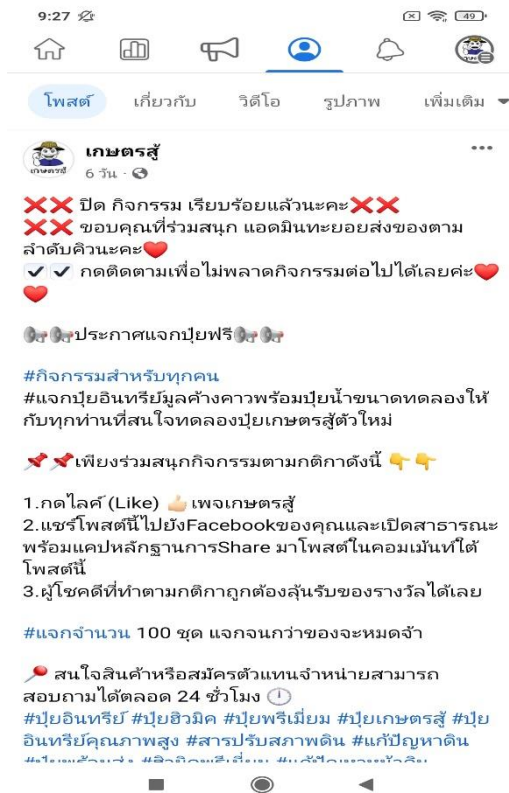 9:27
49
โพสต์ เกี่ยวกับ วิดีโอ รูปภาพ เพิ่มเติม
เกษตรสู้
6 วัน ·
❌❌ ปิด กิจกรรม เรียบร้อยแล้วนะคะ❌❌
❌❌ ขอบคุณที่ร่วมสนุก แอดมินทะยอยส่งของตาม
ลำดับคิวนะคะ❤️
✔️✔️ กดติดตามเพื่อไม่พลาดกิจกรรมต่อไปได้เลยค่ะ❤️
❤️
📢📢ประกาศแจกปุ๋ยฟรี📢📢
#กิจกรรมสำหรับทุกคน
#แจกปุ๋ยอินทรีย์มูลค้างคาวพร้อมปุ๋ยน้ำขนาดทดลองให้
กับทุกท่านที่สนใจทดลองปุ๋ยเกษตรสู้ตัวใหม่
📌📌เพียงร่วมสนุกกิจกรรมตามกติกาดังนี้ 👇👇
1.กดไลค์ (Like) 👍🏻 เพจเกษตรสู้
2.แชร์โพสต์นี้ไปยังFacebookของคุณและเปิดสาธารณะ
พร้อมแคปหลักฐานการShare มาโพสต์ในคอมเม้นท์ใต้
โพสต์นี้
3.ผู้โชคดีที่ทำตามกติกาถูกต้องลุ้นรับของรางวัลได้เลย
#แจกจำนวน 100 ชุด แจกจนกว่าของจะหมดจ้า
📍 สนใจสินค้าหรือสมัครตัวแทนจำหน่ายสามารถ
สอบถามได้ตลอด 24 ชั่วโมง 🕛
#ปุ๋ยอินทรีย์ #ปุ๋ยฮิวมิค #ปุ๋ยพรีเมี่ยม #ปุ๋ยเกษตรสู้ #ปุ๋ย
อินทรีย์คุณภาพสูง #สารปรับสภาพดิน #แก้ปัญหาดิน